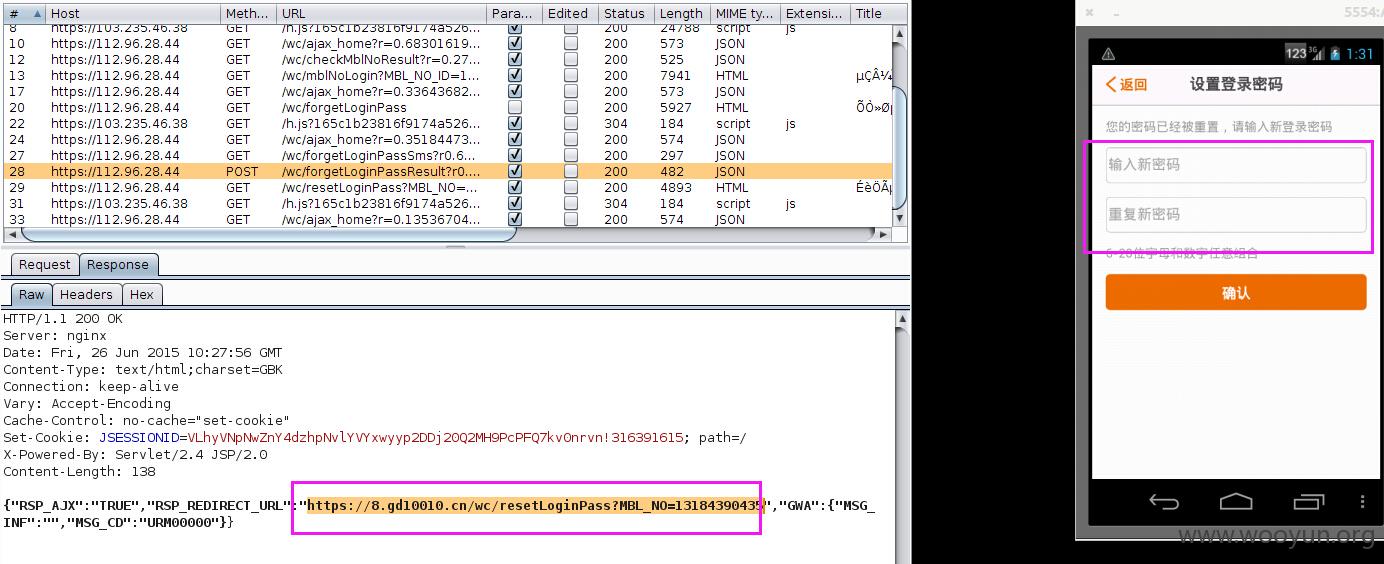 # Host Meth... URL Para... Edited Status Length MIME ty... Extensi... Title
8 https://103.235.46.38 GET /h.js?165c1b23816f9174a526... 200 24788 script js
10 https://112.96.28.44 GET /wc/ajax_home?r=0.68301619... 200 573 JSON
12 https://112.96.28.44 GET /wc/checkMblNoResult?r=0.27... 200 525 JSON
13 https://112.96.28.44 GET /wc/mblNoLogin?MBL_NO_ID=1... 200 7941 HTML µÇÂ¼
17 https://112.96.28.44 GET /wc/ajax_home?r=0.33643682... 200 573 JSON
20 https://112.96.28.44 GET /wc/forgetLoginPass 200 5927 HTML ÕÒ»Øµ
22 https://103.235.46.38 GET /h.js?165c1b23816f9174a526... 304 184 script js
24 https://112.96.28.44 GET /wc/ajax_home?r=0.35184473... 200 574 JSON
27 https://112.96.28.44 GET /wc/forgetLoginPassSms?r0.6... 200 297 JSON
28 https://112.96.28.44 POST /wc/forgetLoginPassResult?r0... 200 482 JSON
29 https://112.96.28.44 GET /wc/resetLoginPass?MBL_NO=... 200 4893 HTML ÉèÖÃµ
31 https://103.235.46.38 GET /h.js?165c1b23816f9174a526... 304 184 script js
33 https://112.96.28.44 GET /wc/ajax_home?r=0.13536704... 200 574 JSON
Request Response
Raw Headers Hex
HTTP/1.1 200 OK
Server: nginx
Date: Fri, 26 Jun 2015 10:27:56 GMT
Content-Type: text/html;charset=GBK
Connection: keep-alive
Vary: Accept-Encoding
Cache-Control: no-cache="set-cookie"
Set-Cookie: JSESSIONID=VLhyVNpNwZnY4dzhpNvlYVYxwyyp2DDj20Q2MH9PcPFQ7kvOnrvn!316391615; path=/
X-Powered-By: Servlet/2.4 JSP/2.0
Content-Length: 138
{"RSP_AJX":"TRUE","RSP_REDIRECT_URL":"https://8.gd10010.cn/wc/resetLoginPass?MBL_NO=13184390435","GWA":{"MSG_
INF":"","MSG_CD":"URM00000"}}
5554:
123 3G 1:31
返回 设置登录密码
您的密码已经被重置，请输入新登录密码
输入新密码
重复新密码
6-20位字母和数字任意组合
确认
www.wooyun.org